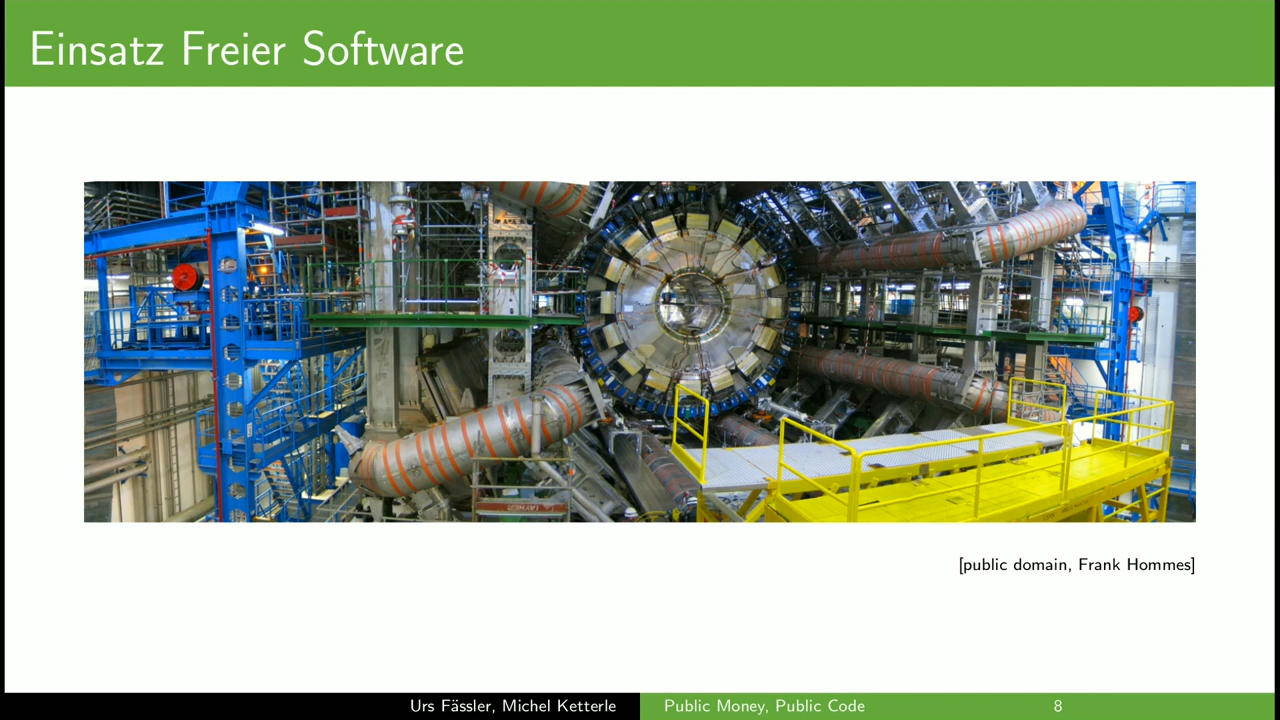 Einsatz Freier Software
[public domain, Frank Hommes]
Urs Fässler, Michel Ketterle
Public Money, Public Code
8